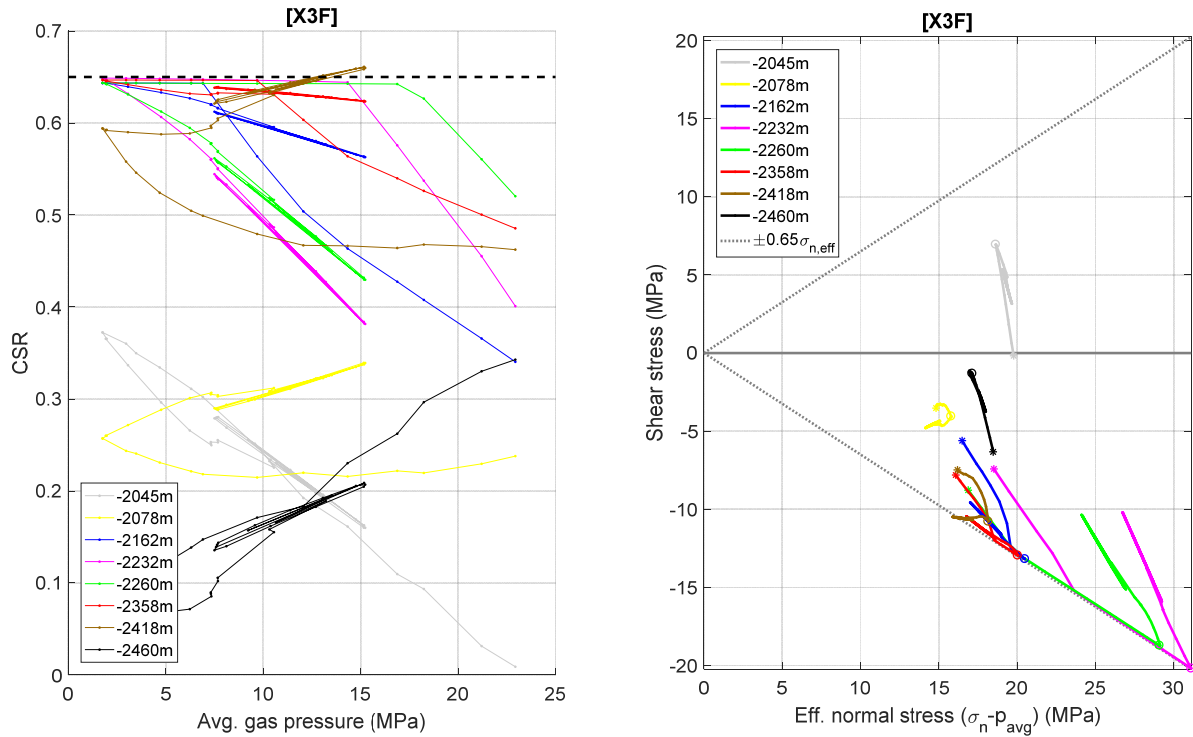 [X3F]
0.7
0.6
0.5
0.4
0.3
0.2
0.1
0
CSR
-2045m
-2078m
-2162m
-2232m
-2260m
-2358m
-2418m
-2460m
0 5 10 15 20 25
Avg. gas pressure (MPa)
[X3F]
20
15
10
5
0
-5
-10
-15
-20
Shear stress (MPa)
-2045m
-2078m
-2162m
-2232m
-2260m
-2358m
-2418m
-2460m
±0.65σn,eff
0 5 10 15 20 25 30
Eff. normal stress (σn-pavg) (MPa)